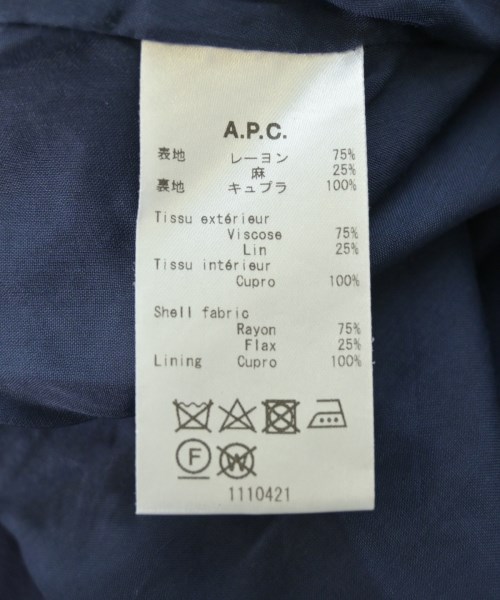 A.P.C.
表地 レーヨン 75%
麻 25%
裏地 キュプラ 100%
Tissu extérieur
Viscose 75%
Lin 25%
Tissu intérieur
Cupro 100%
Shell fabric
Rayon 75%
Flax 25%
Lining Cupro 100%
F W
1110421